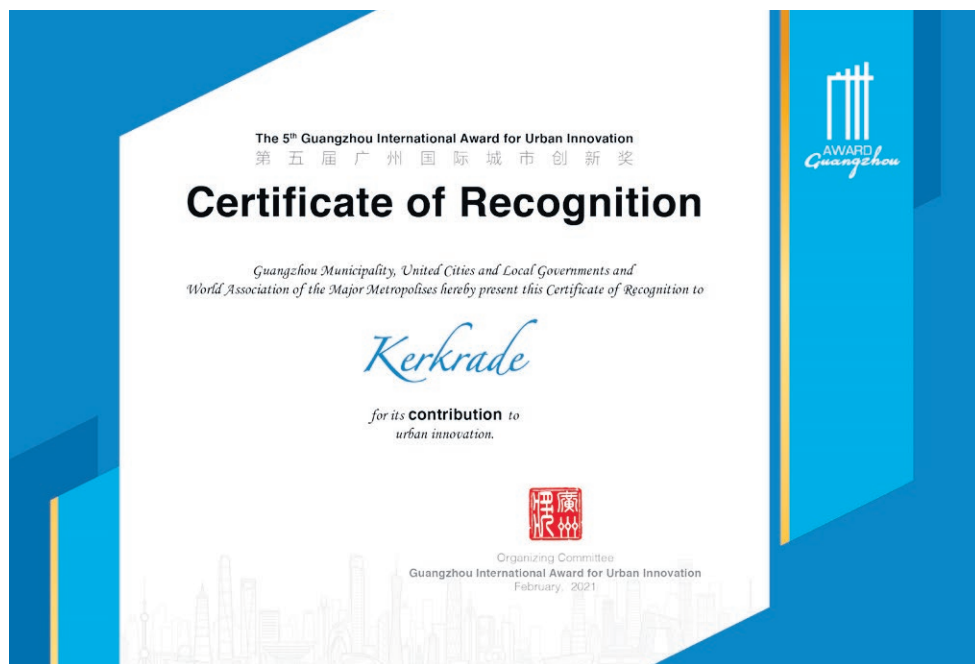 The 5th Guangzhou International Award for Urban Innovation
第五届广州国际城市创新奖
Certificate of Recognition
Guangzhou Municipality, United Cities and Local Governments and
World Association of the Major Metropolises hereby present this Certificate of Recognition to
Kerkrade
for its contribution to
urban innovation.
Organizing Committee
Guangzhou International Award for Urban Innovation
February, 2021
AWARD
Guangzhou